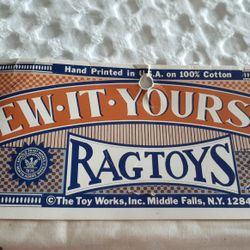 Hand Printed in U.S.A. on 100% Cotton
EW·IT·YOURS
RAGTOYS
©The Toy Works, Inc. Middle Falls, N.Y. 1284